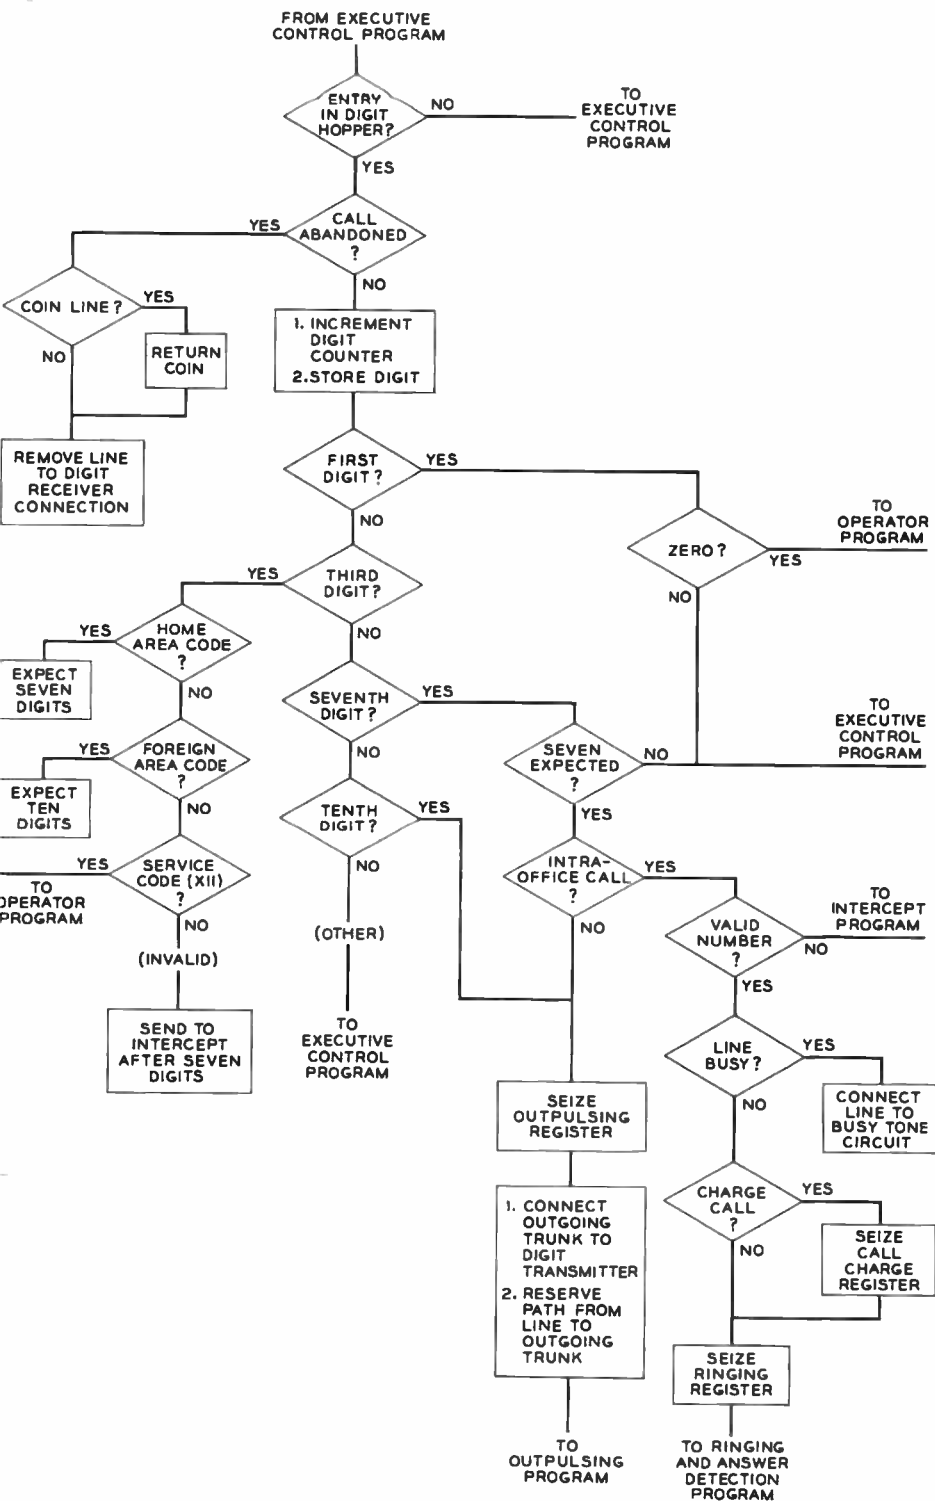 FROM EXECUTIVE
CONTROL PROGRAM
ENTRY
IN DIGIT
HOPPER?
NO
TO
EXECUTIVE
CONTROL
PROGRAM
YES
CALL
ABANDONED
?
YES
NO
COIN LINE?
YES
NO
RETURN
COIN
REMOVE LINE
TO DIGIT
RECEIVER
CONNECTION
1. INCREMENT
DIGIT
COUNTER
2. STORE DIGIT
FIRST
DIGIT?
YES
NO
ZERO?
YES
TO
OPERATOR
PROGRAM
NO
THIRD
DIGIT?
YES
NO
HOME
AREA CODE
?
YES
NO
EXPECT
SEVEN
DIGITS
FOREIGN
AREA CODE
?
YES
NO
EXPECT
TEN
DIGITS
SERVICE
CODE (X11)
?
YES
TO
OPERATOR
PROGRAM
NO
(INVALID)
SEND TO
INTERCEPT
AFTER SEVEN
DIGITS
SEVENTH
DIGIT?
YES
NO
TENTH
DIGIT?
YES
NO
(OTHER)
TO
EXECUTIVE
CONTROL
PROGRAM
SEVEN
EXPECTED
?
NO
TO
EXECUTIVE
CONTROL
PROGRAM
YES
INTRA-
OFFICE CALL
?
YES
NO
VALID
NUMBER
?
NO
TO
INTERCEPT
PROGRAM
YES
LINE
BUSY?
YES
NO
CONNECT
LINE TO
BUSY TONE
CIRCUIT
CHARGE
CALL
?
YES
NO
SEIZE
CALL
CHARGE
REGISTER
SEIZE
RINGING
REGISTER
TO RINGING
AND ANSWER
DETECTION
PROGRAM
SEIZE
OUTPULSING
REGISTER
1. CONNECT
OUTGOING
TRUNK TO
DIGIT
TRANSMITTER
2. RESERVE
PATH FROM
LINE TO
OUTGOING
TRUNK
TO
OUTPULSING
PROGRAM